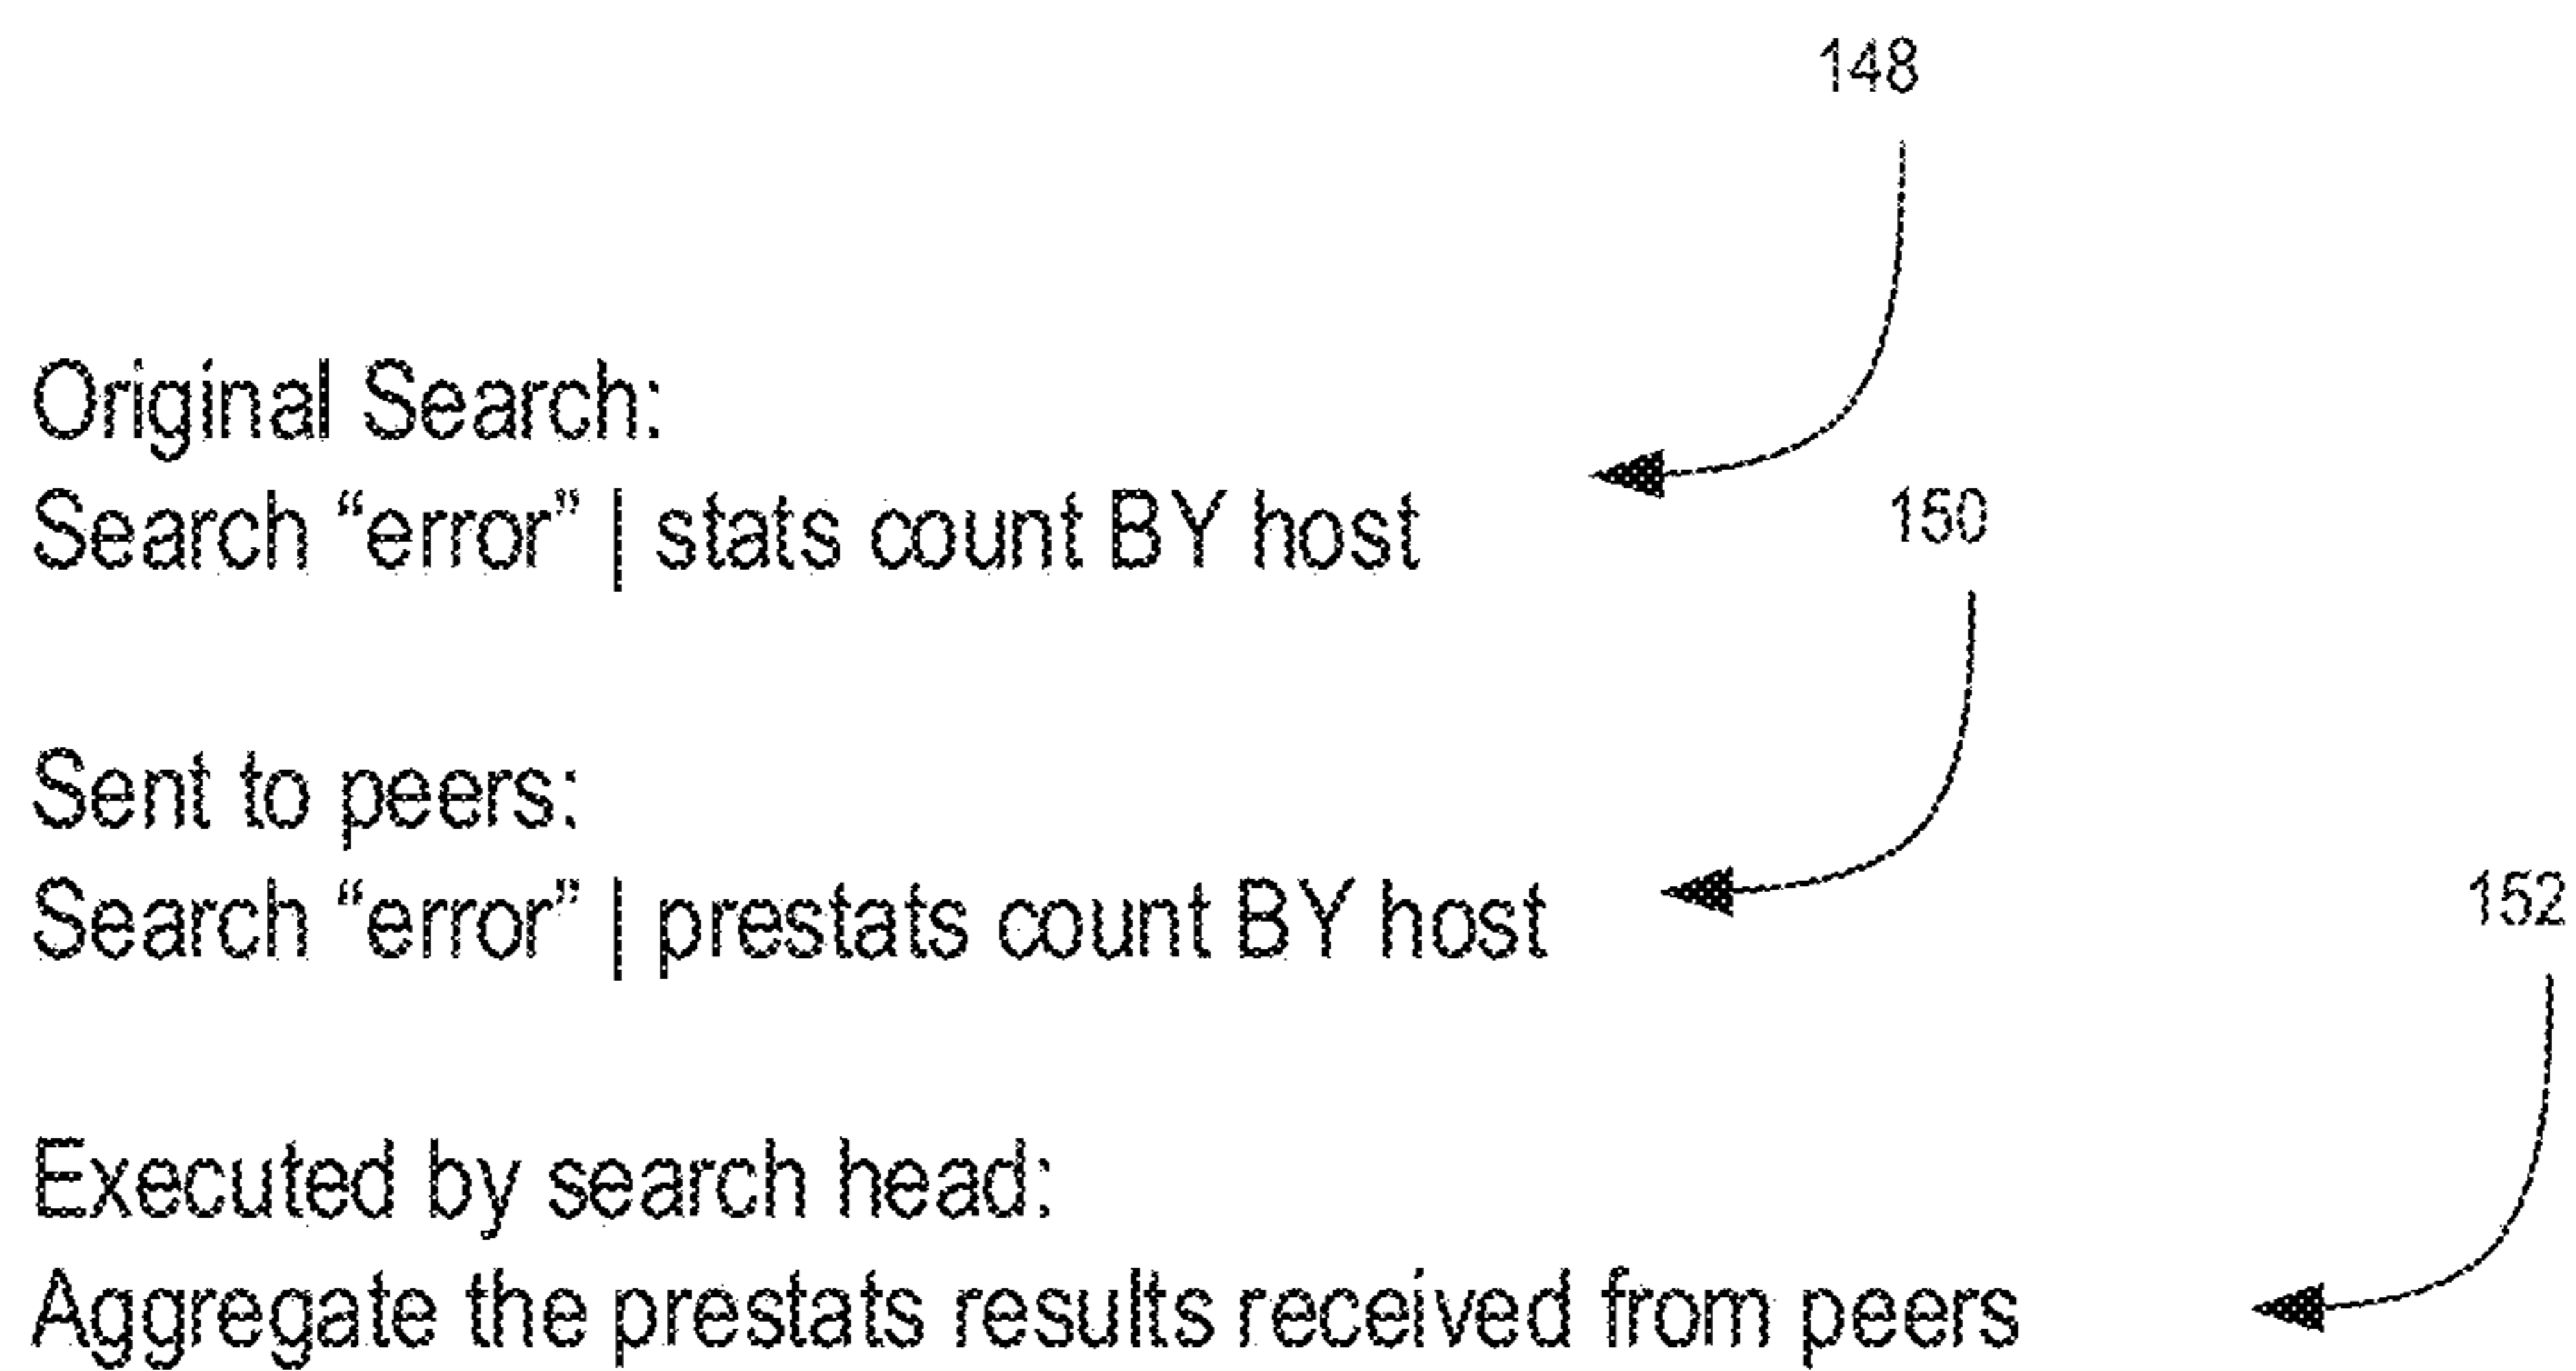 148
Original Search:
Search “error” | stats count BY host
150
Sent to peers:
Search “error” | prestats count BY host
152
Executed by search head:
Aggregate the prestats results received from peers